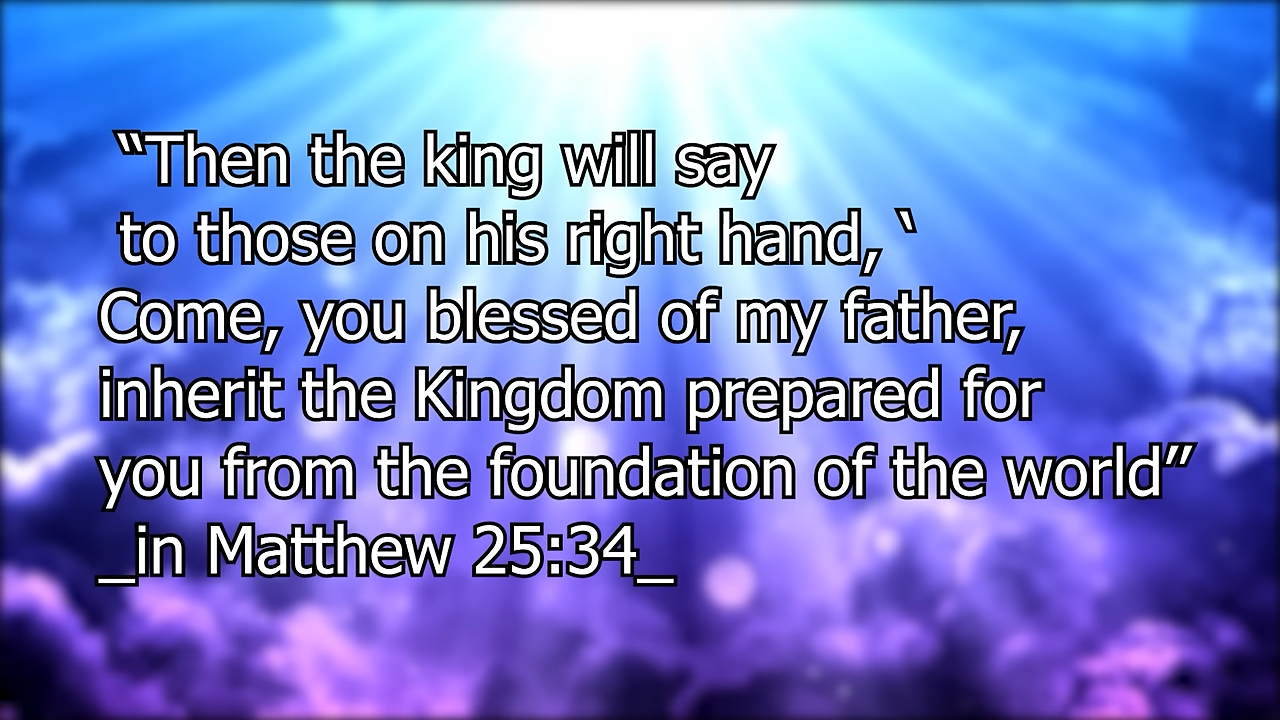 “Then the king will say
to those on his right hand, ‘
Come, you blessed of my father,
inherit the Kingdom prepared for
you from the foundation of the world”
_in Matthew 25:34_